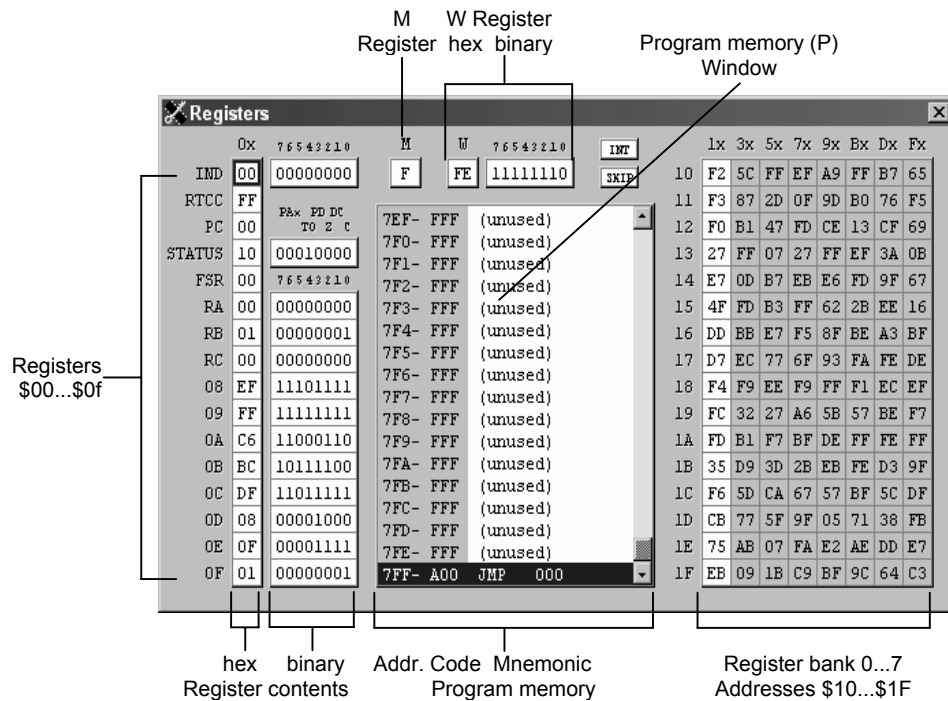 M W Register
Register hex binary
Program memory (P)
Window
Registers
0x 76543210 M W 76543210 INT 1x 3x 5x 7x 9x Bx Dx Fx
IND 00 00000000 F FE 11111110 SKIP 10 F2 5C FF EF A9 FF B7 65
RTCC FF 11 F3 87 2D 0F 9D B0 76 F5
PAx PD DC
TO Z C
PC 00 7EF- FFF (unused) 12 F0 B1 47 FD CE 13 CF 69
7F0- FFF (unused)
STATUS 10 00010000 7F1- FFF (unused) 13 27 FF 07 27 FF EF 3A 0B
FSR 00 76543210 7F2- FFF (unused) 14 E7 0D B7 EB E6 FD 9F 67
RA 00 00000000 7F3- FFF (unused) 15 4F FD B3 FF 62 2B EE 16
RB 01 00000001 7F4- FFF (unused) 16 DD BB E7 F5 8F BE A3 BF
RC 00 00000000 7F5- FFF (unused) 17 D7 EC 77 6F 93 FA FE DE
Registers
$00...$0f
08 EF 11101111 7F6- FFF (unused) 18 F4 F9 EE F9 FF F1 EC EF
7F7- FFF (unused)
09 FF 11111111 7F8- FFF (unused) 19 FC 32 27 A6 5B 57 BE F7
0A C6 11000110 7F9- FFF (unused) 1A FD B1 F7 BF DE FF FE FF
0B BC 10111100 7FA- FFF (unused) 1B 35 D9 3D 2B EB FE D3 9F
0C DF 11011111 7FB- FFF (unused) 1C F6 5D CA 67 57 BF 5C DF
7FC- FFF (unused)
0D 08 00001000 7FD- FFF (unused) 1D CB 77 5F 9F 05 71 38 FB
0E 0F 00001111 7FE- FFF (unused) 1E 75 AB 07 FA E2 AE DD E7
0F 01 00000001 7FF- A00 JMP 000 1F EB 09 1B C9 BF 9C 64 C3
hex binary
Register contents
Addr. Code Mnemonic
Program memory
Register bank 0...7
Addresses $10...$1F